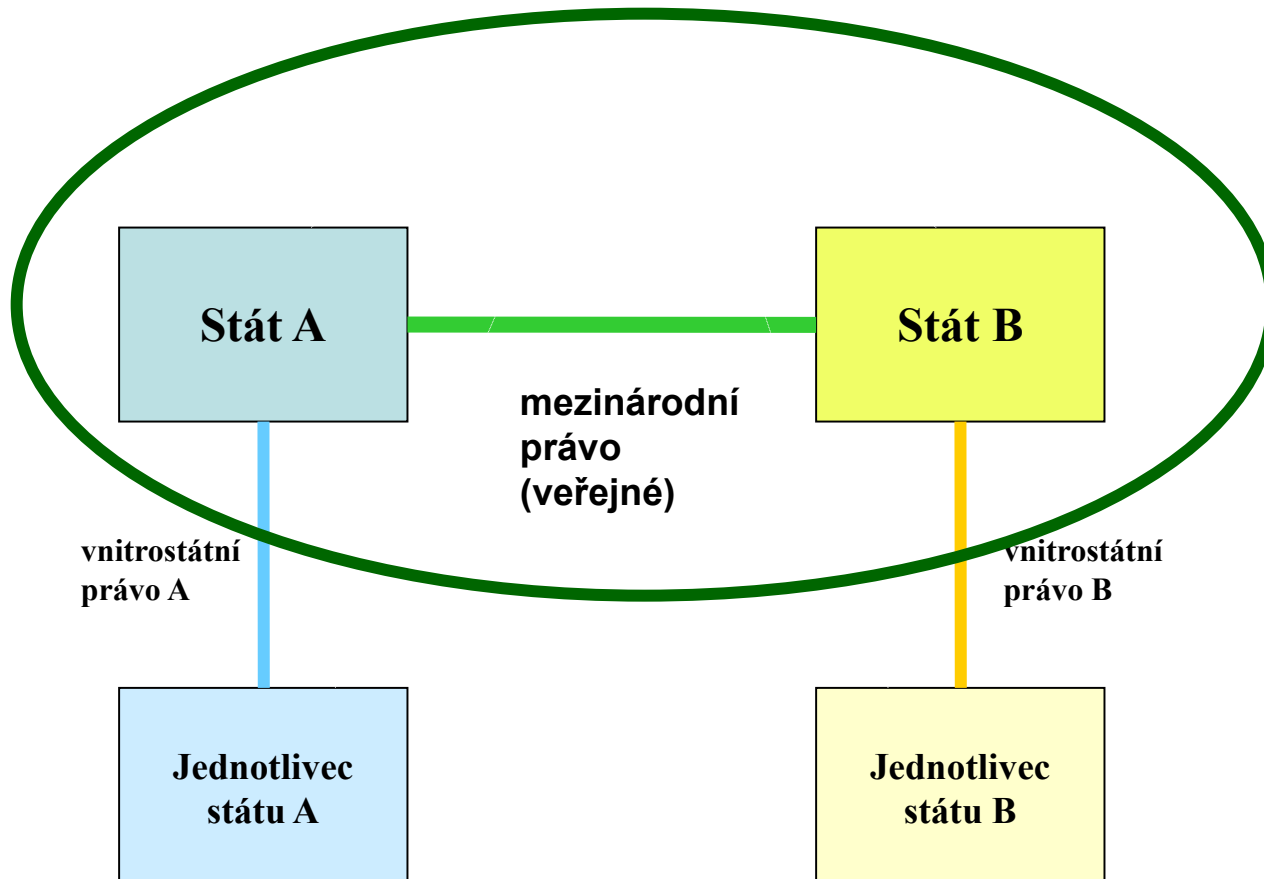 Stát A
Stát B
mezinárodní
právo
(veřejné)
vnitrostátní
právo A
vnitrostátní
právo B
Jednotlivec
státu A
Jednotlivec
státu B